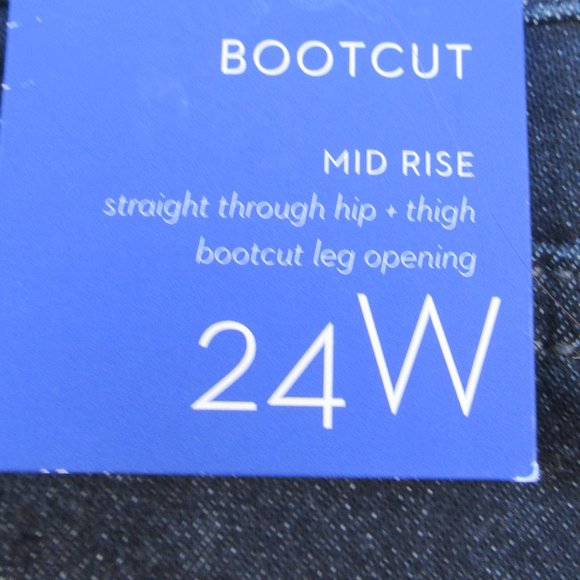 BOOTCUT
MID RISE
straight through hip + thigh
bootcut leg opening
24W